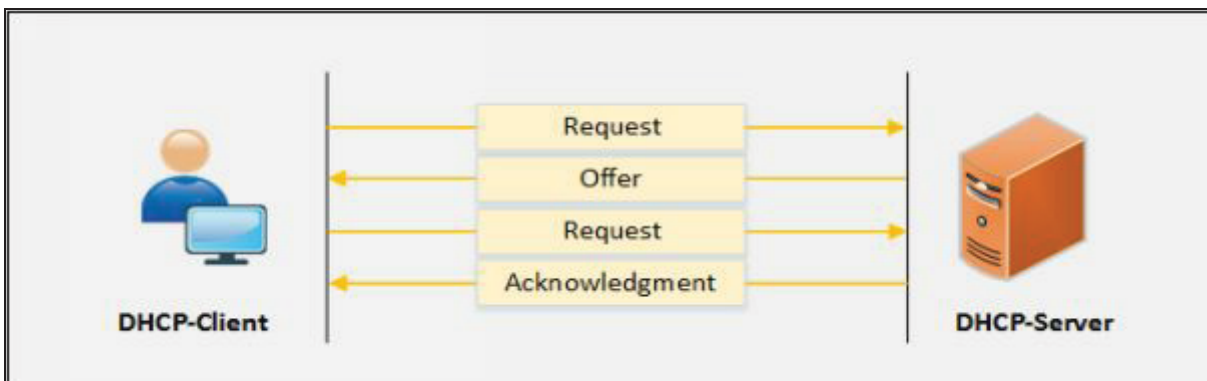 Request
Offer
Request
Acknowledgment
DHCP-Client
DHCP-Server